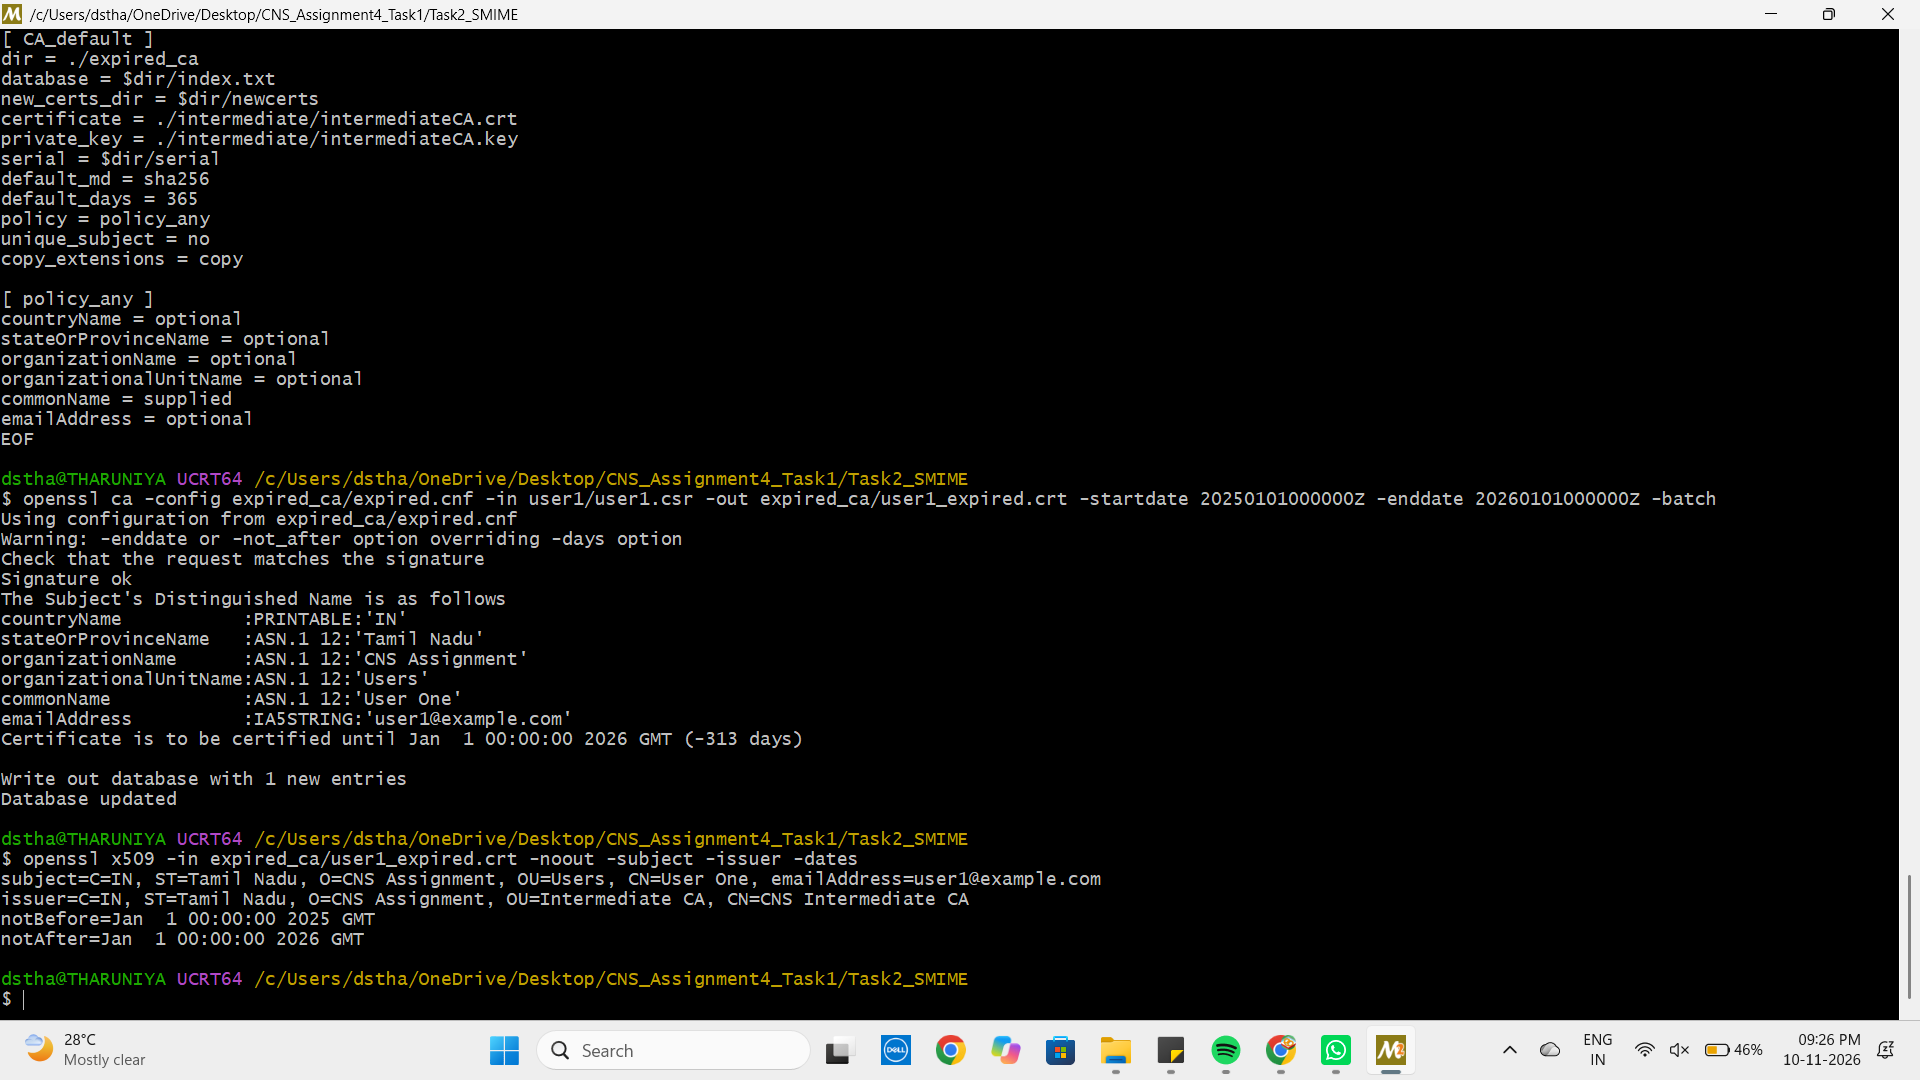 /c/Users/dstha/OneDrive/Desktop/CNS_Assignment4_Task1/Task2_SMIME
[ CA_default ]
dir = ./expired_ca
database = $dir/index.txt
new_certs_dir = $dir/newcerts
certificate = ./intermediate/intermediateCA.crt
private_key = ./intermediate/intermediateCA.key
serial = $dir/serial
default_md = sha256
default_days = 365
policy = policy_any
unique_subject = no
copy_extensions = copy
[ policy_any ]
countryName = optional
stateOrProvinceName = optional
organizationName = optional
organizationalUnitName = optional
commonName = supplied
emailAddress = optional
EOF
dstha@THARUNIYA UCRT64 /c/Users/dstha/OneDrive/Desktop/CNS_Assignment4_Task1/Task2_SMIME
$ openssl ca -config expired_ca/expired.cnf -in user1/user1.csr -out expired_ca/user1_expired.crt -startdate 20250101000000Z -enddate 20260101000000Z -batch
Using configuration from expired_ca/expired.cnf
Warning: -enddate or -not_after option overriding -days option
Check that the request matches the signature
Signature ok
The Subject's Distinguished Name is as follows
countryName           :PRINTABLE:'IN'
stateOrProvinceName   :ASN.1 12:'Tamil Nadu'
organizationName      :ASN.1 12:'CNS Assignment'
organizationalUnitName:ASN.1 12:'Users'
commonName            :ASN.1 12:'User One'
emailAddress          :IA5STRING:'user1@example.com'
Certificate is to be certified until Jan  1 00:00:00 2026 GMT (-313 days)
Write out database with 1 new entries
Database updated
dstha@THARUNIYA UCRT64 /c/Users/dstha/OneDrive/Desktop/CNS_Assignment4_Task1/Task2_SMIME
$ openssl x509 -in expired_ca/user1_expired.crt -noout -subject -issuer -dates
subject=C=IN, ST=Tamil Nadu, O=CNS Assignment, OU=Users, CN=User One, emailAddress=user1@example.com
issuer=C=IN, ST=Tamil Nadu, O=CNS Assignment, OU=Intermediate CA, CN=CNS Intermediate CA
notBefore=Jan  1 00:00:00 2025 GMT
notAfter=Jan  1 00:00:00 2026 GMT
dstha@THARUNIYA UCRT64 /c/Users/dstha/OneDrive/Desktop/CNS_Assignment4_Task1/Task2_SMIME
$
28°C
Mostly clear
Search
DELL
ENG
IN
46%
09:26 PM
10-11-2026